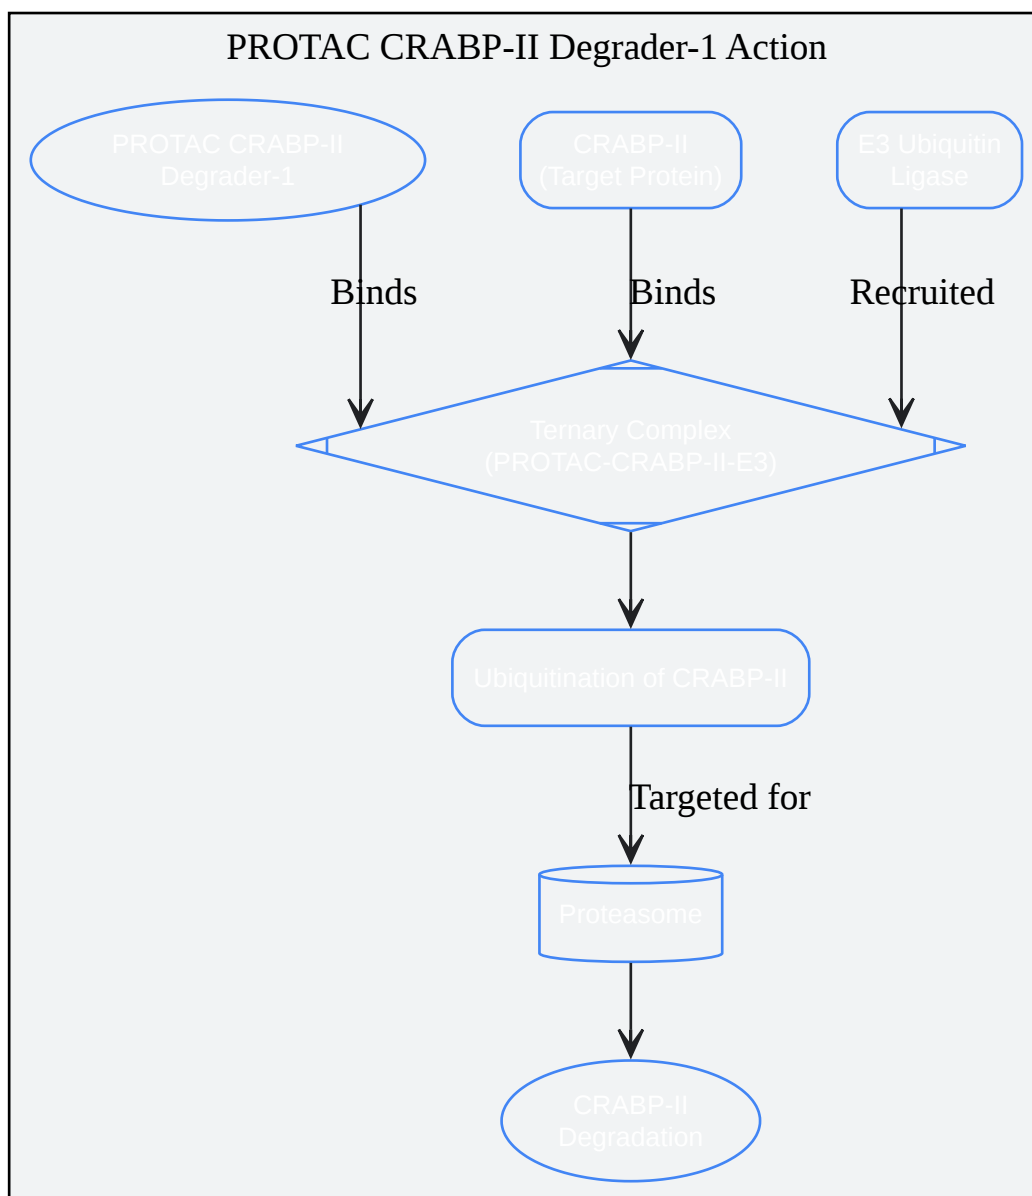 PROTAC CRABP-II Degrader-1 Action
PROTAC CRABP-II
Degrader-1
CRABP-II
(Target Protein)
E3 Ubiquitin
Ligase
Binds
Binds
Recruited
Ternary Complex
(PROTAC-CRABP-II-E3)
Ubiquitination of CRABP-II
Targeted for
Proteasome
CRABP-II
Degradation